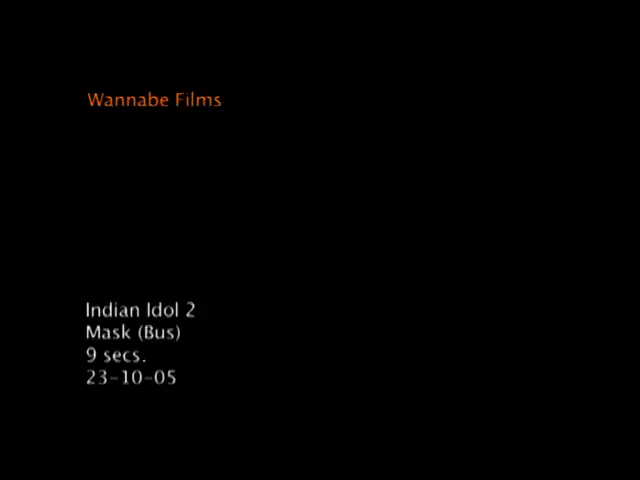 Wannabe Films
Indian Idol 2
Mask (Bus)
9 secs.
23-10-05